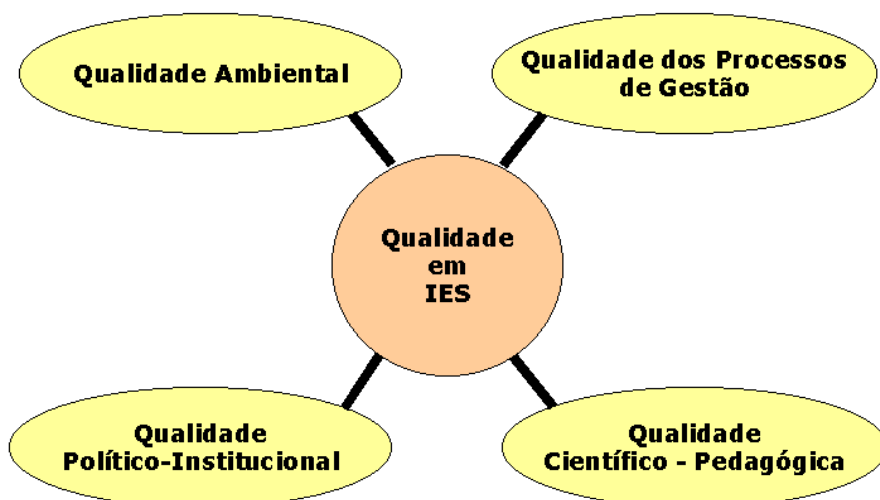 Qualidade Ambiental
Qualidade dos Processos
de Gestão
Qualidade
em
IES
Qualidade
Político-Institucional
Qualidade
Científico - Pedagógica